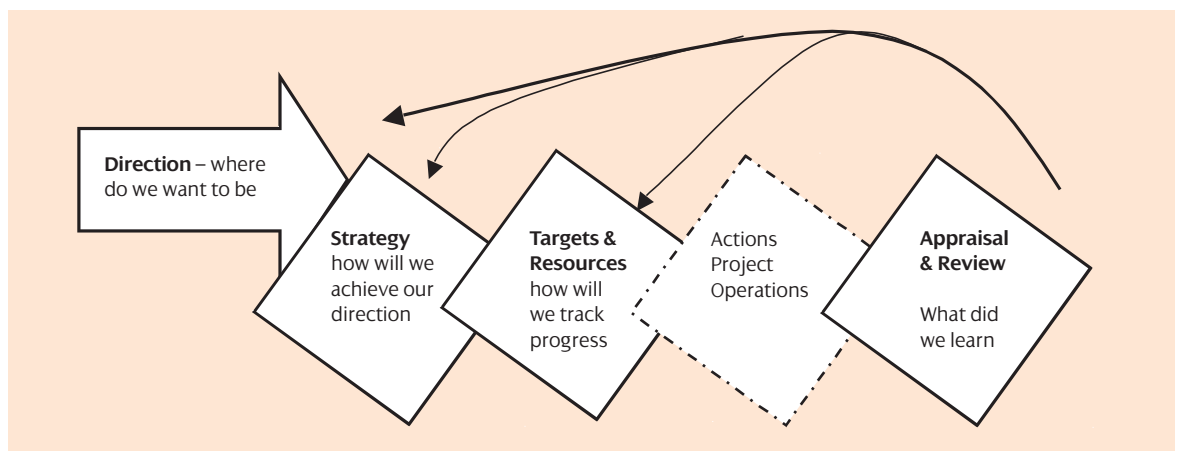 Direction – where
do we want to be
Strategy
how will we
achieve our
direction
Targets &
Resources
how will
we track
progress
Actions
Project
Operations
Appraisal
& Review
What did
we learn